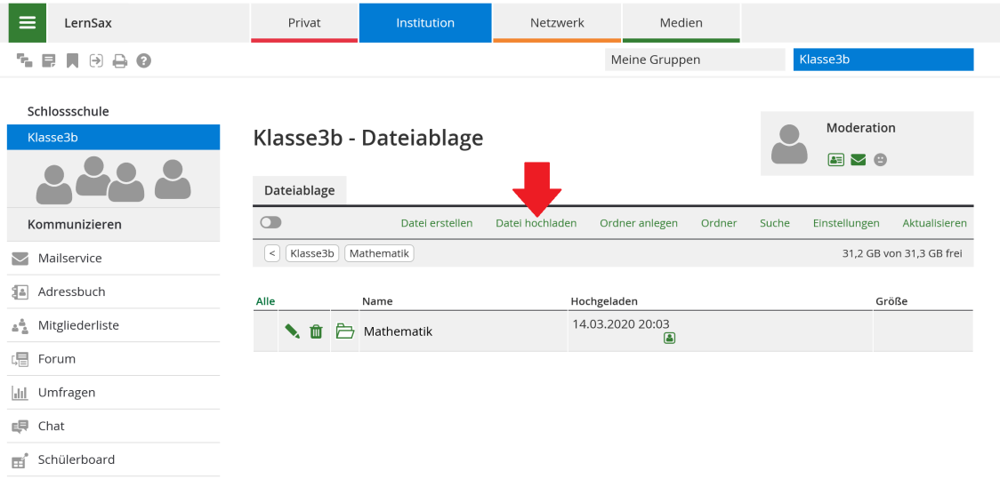 LernSax Privat Institution Netzwerk Medien
Meine Gruppen Klasse3b
Schlossschule
Klasse3b
Kommunizieren
Mailservice
Adressbuch
Mitgliederliste
Forum
Umfragen
Chat
Schülerboard
Klasse3b - Dateiablage
Moderation
Dateiablage
Datei erstellen Datei hochladen Ordner anlegen Ordner Suche Einstellungen Aktualisieren
< Klasse3b Mathematik 31,2 GB von 31,3 GB frei
Alle Name Hochgeladen Größe
Mathematik 14.03.2020 20:03